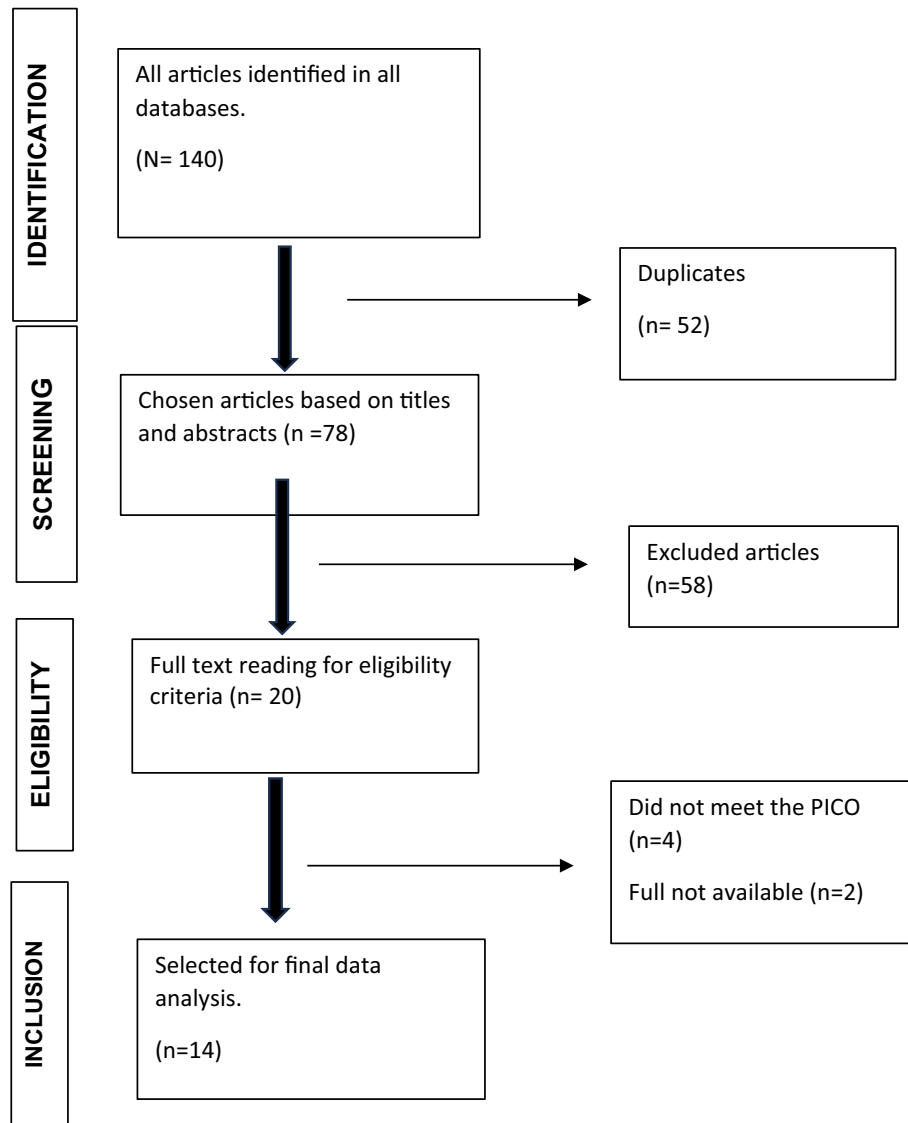 IDENTIFICATION
All articles identified in all
databases.
(N= 140)
Duplicates
(n= 52)
SCREENING
Chosen articles based on titles
and abstracts (n =78)
Excluded articles
(n=58)
ELIGIBILITY
Full text reading for eligibility
criteria (n= 20)
Did not meet the PICO
(n=4)
Full not available (n=2)
INCLUSION
Selected for final data
analysis.
(n=14)